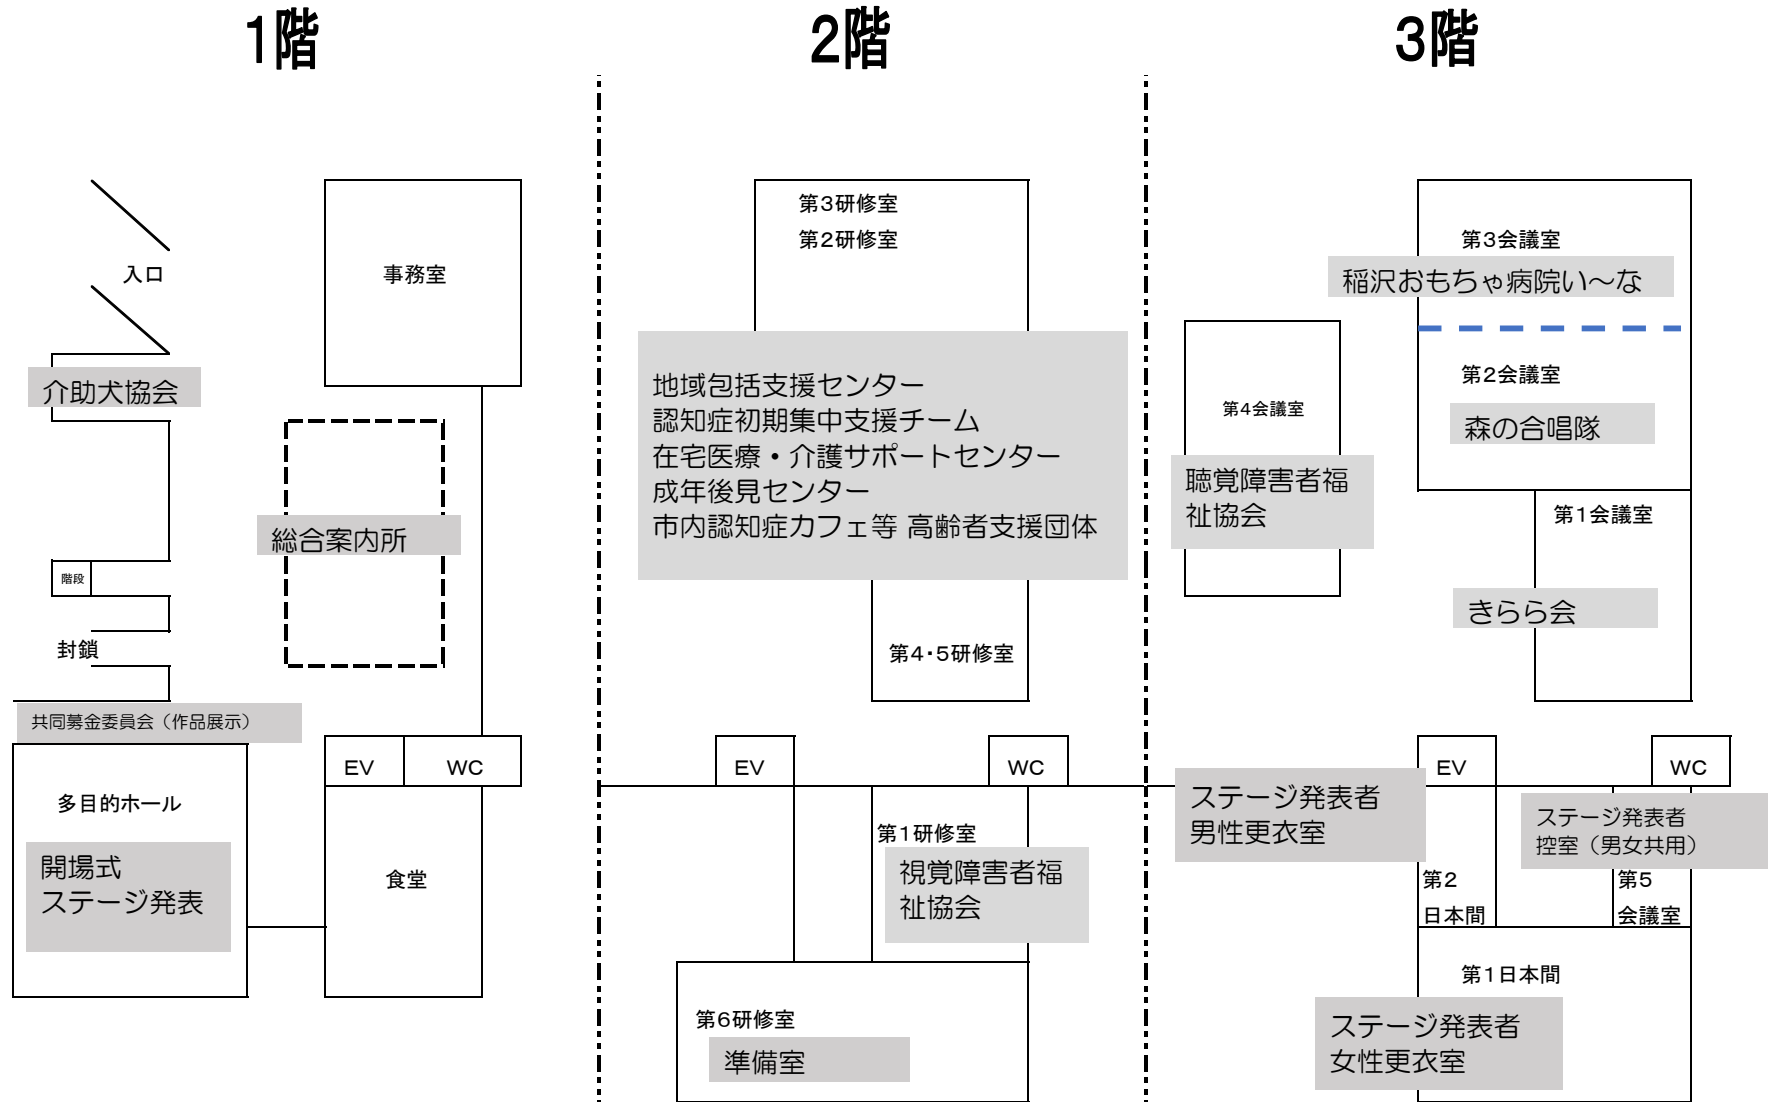 1階
入口
事務室
介助犬協会
総合案内所
階段
封鎖
共同募金委員会（作品展示）
EV
WC
多目的ホール
開場式
ステージ発表
食堂
2階
第3研修室
第2研修室
地域包括支援センター
認知症初期集中支援チーム
在宅医療・介護サポートセンター
成年後見センター
市内認知症カフェ等 高齢者支援団体
第4・5研修室
EV
WC
第1研修室
視覚障害者福
祉協会
第6研修室
準備室
3階
第3会議室
稲沢おもちゃ病院い～な
第2会議室
森の合唱隊
第4会議室
聴覚障害者福
祉協会
第1会議室
きらら会
EV
WC
ステージ発表者
男性更衣室
ステージ発表者
控室（男女共用）
第2
日本間
第5
会議室
第1日本間
ステージ発表者
女性更衣室